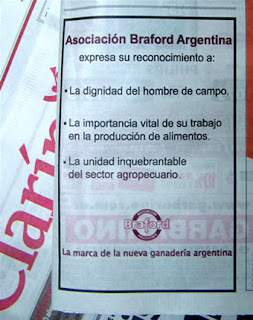 Clarín
Asociación Braford Argentina
expresa su reconocimiento a:
• La dignidad del hombre de campo.
• La importancia vital de su trabajo
en la producción de alimentos.
• La unidad inquebrantable
del sector agropecuario.
Braford
La marca de la nueva ganadería argentina